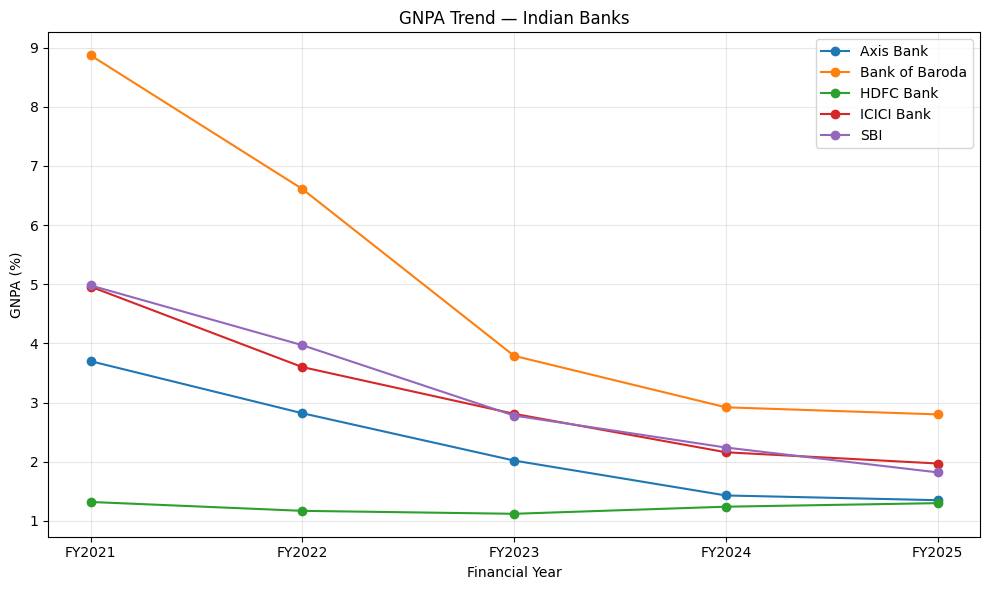 GNPA Trend — Indian Banks
Axis Bank
Bank of Baroda
HDFC Bank
ICICI Bank
SBI
GNPA (%)
9
8
7
6
5
4
3
2
1
FY2021 FY2022 FY2023 FY2024 FY2025
Financial Year